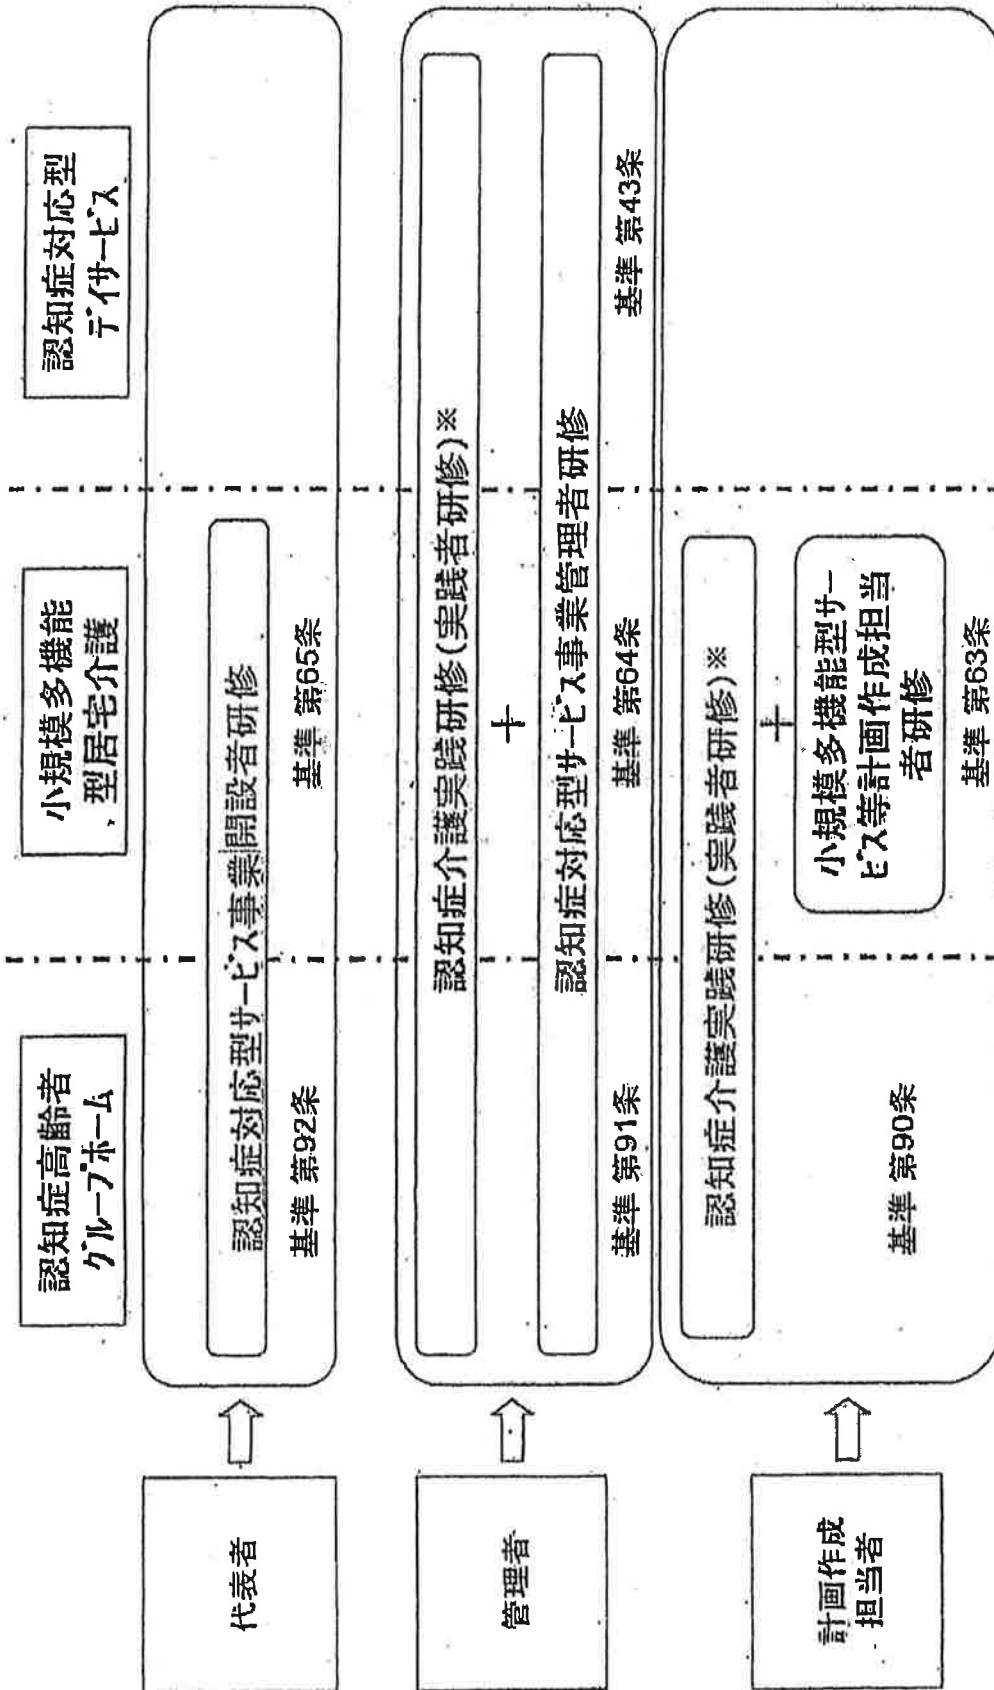 認知症高齢者
グループホーム
小規模多機能
型居宅介護
認知症対応型
デイサービス
代表者
認知症対応型サービス事業開設者研修
基準 第92条
基準 第65条
管理者
認知症介護実践研修(実践者研修)※
+
認知症対応型サービス事業管理者研修
基準 第91条
基準 第64条
基準 第43条
計画作成
担当者
認知症介護実践研修(実践者研修)※
+
小規模多機能型サー
ビス等計画作成担当
者研修
基準 第90条
基準 第63条